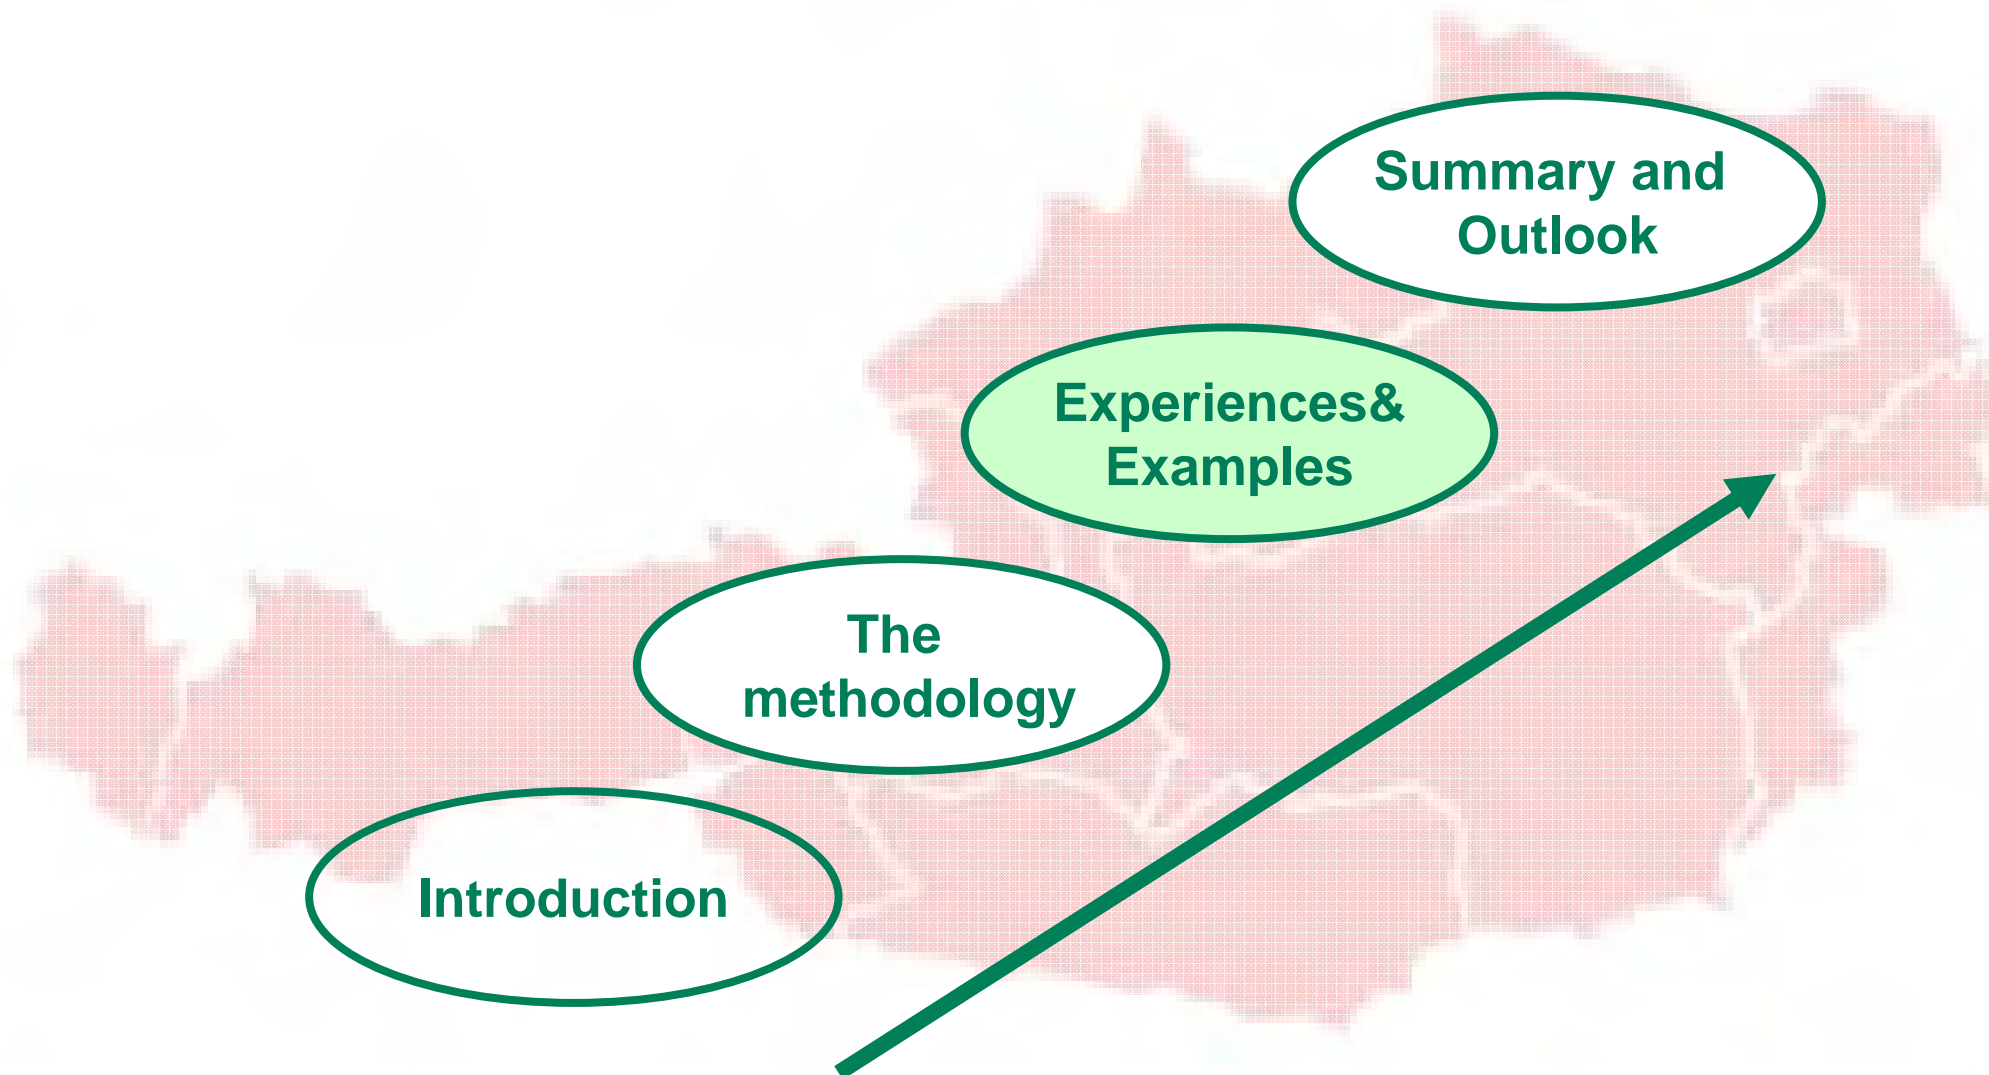 Summary and
Outlook
Experiences&
Examples
The
methodology
Introduction